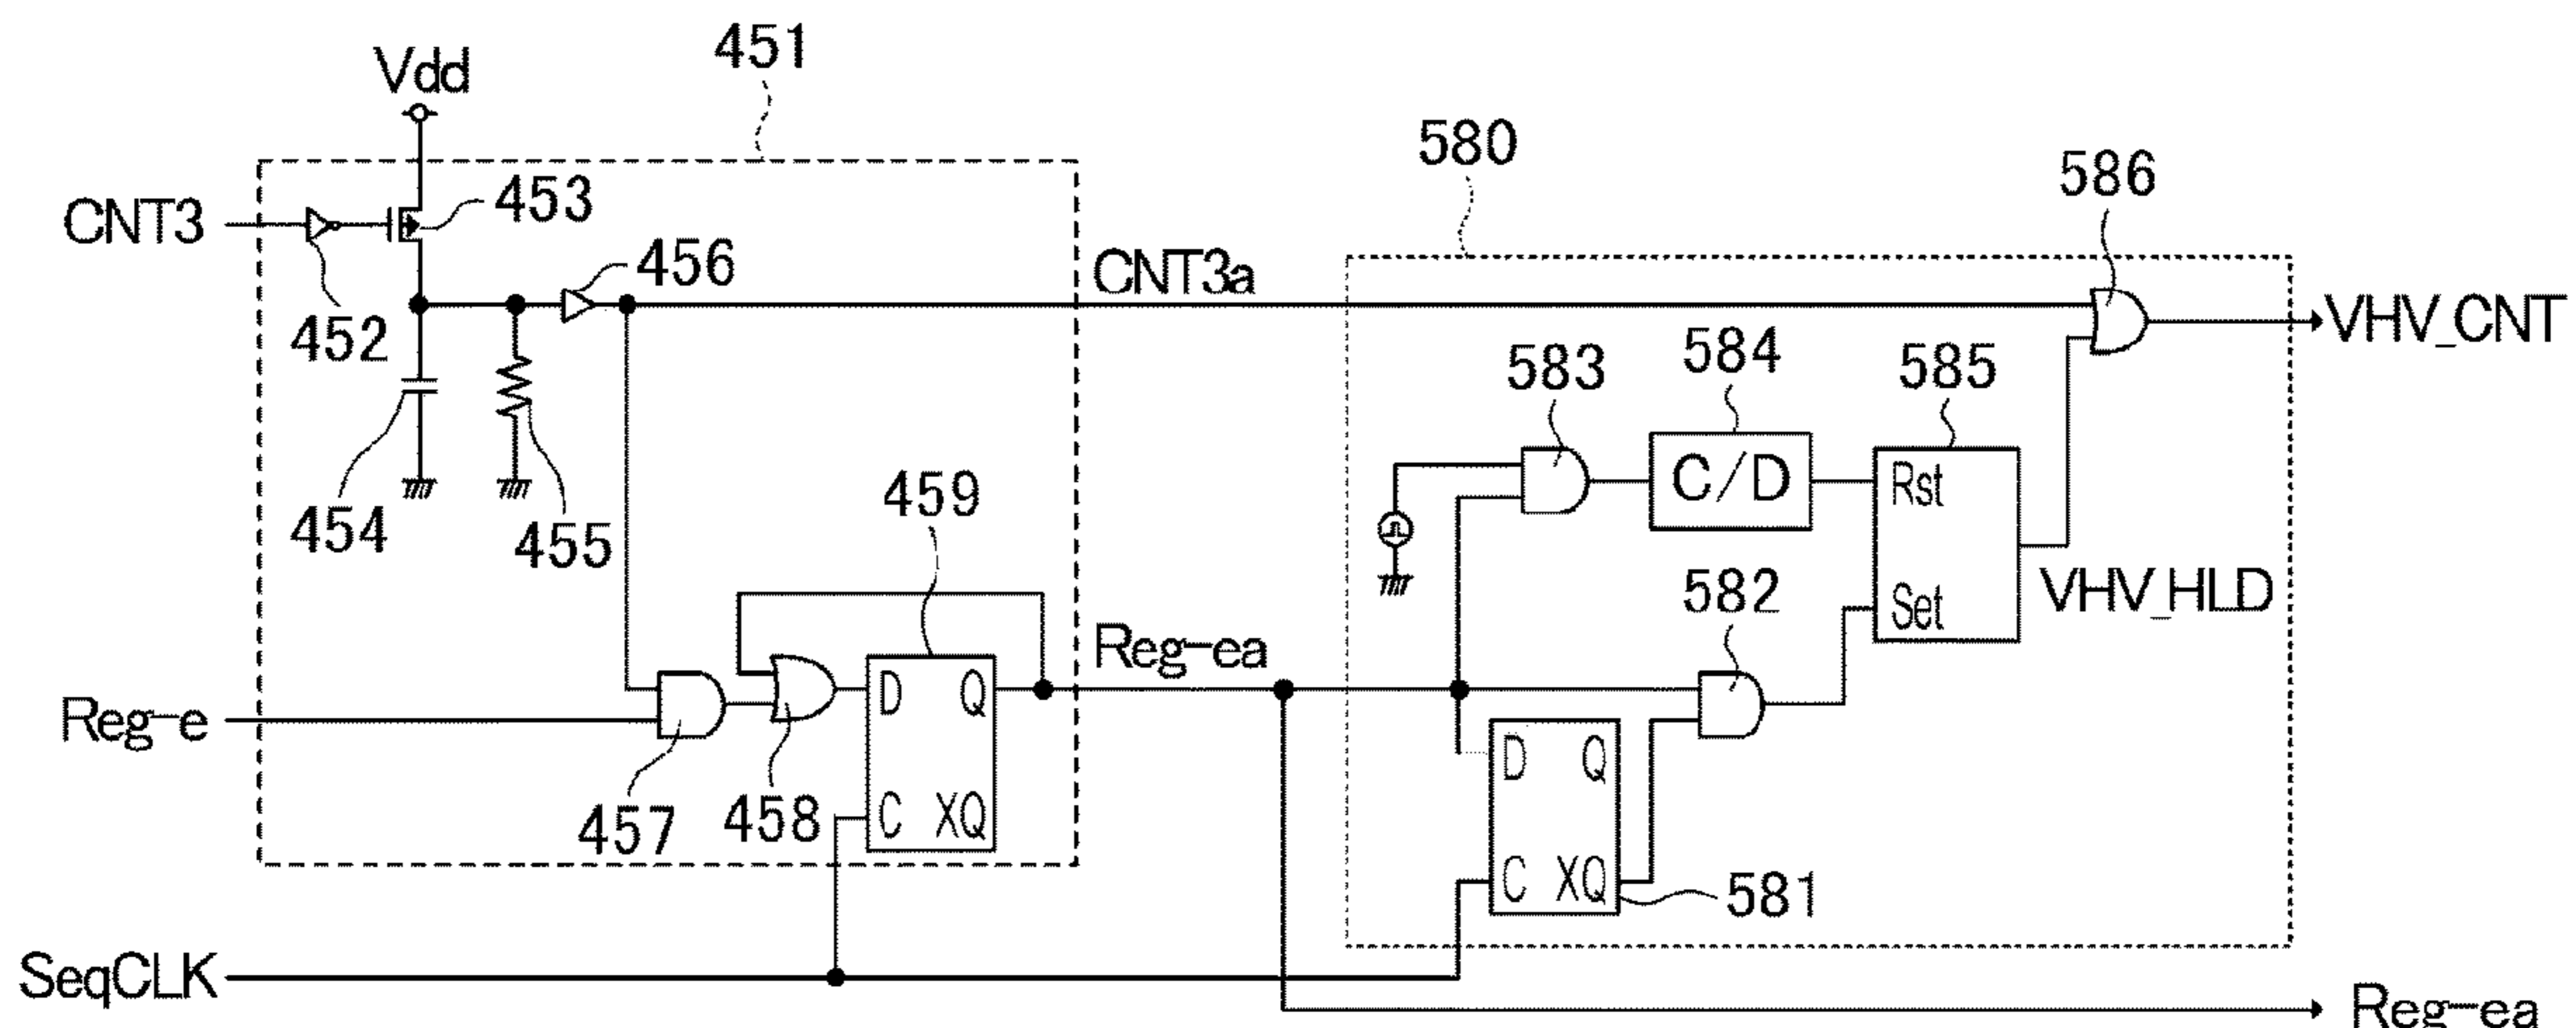 451
Vdd
580
586
CNT3
453
456
CNT3a
452
VHV_CNT
583
584
585
C/D
Rst
459
454
455
582
Set
VHV_HLD
Reg-ea
D
Q
Reg-e
D
Q
457
458
C
XQ
C
XQ
581
SeqCLK
Reg-ea